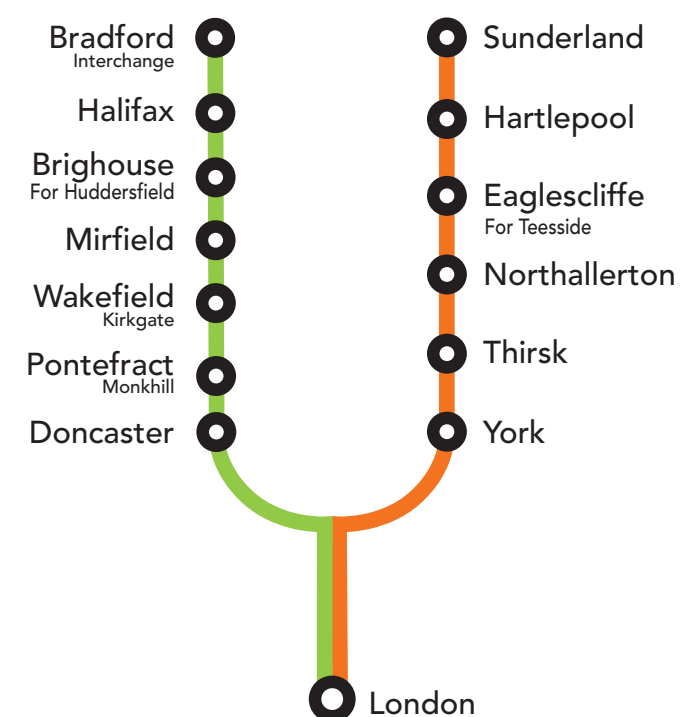 Bradford
Interchange
Halifax
Brighouse
For Huddersfield
Mirfield
Wakefield
Kirkgate
Pontefract
Monkhill
Doncaster
Sunderland
Hartlepool
Eaglescliffe
For Teesside
Northallerton
Thirsk
York
London